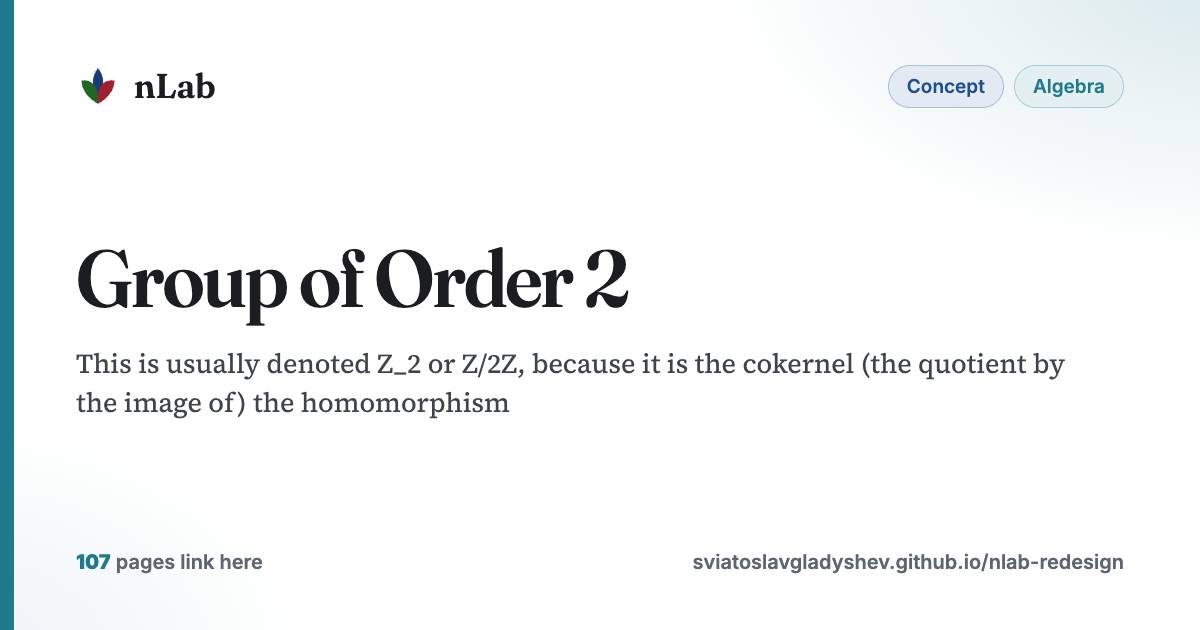 nLab
Concept
Algebra
Group of Order 2
This is usually denoted Z_2 or Z/2Z, because it is the cokernel (the quotient by
the image of) the homomorphism
107 pages link here
sviatoslavgladyshev.github.io/nlab-redesign